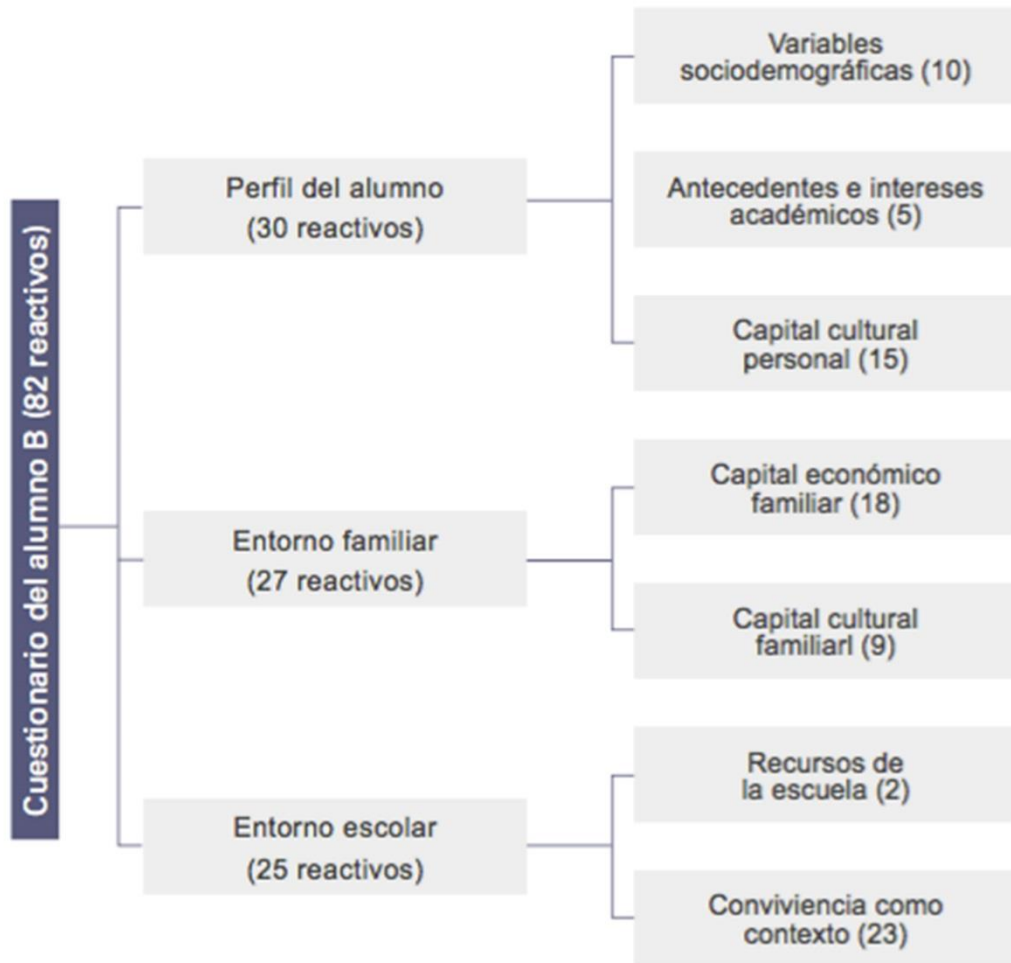 Cuestionario del alumno B (82 reactivos)
Perfil del alumno
(30 reactivos)
Variables
sociodemográficas (10)
Antecedentes e intereses
académicos (5)
Capital cultural
personal (15)
Entorno familiar
(27 reactivos)
Capital económico
familiar (18)
Capital cultural
familiarl (9)
Entorno escolar
(25 reactivos)
Recursos de
la escuela (2)
Conviviencia como
contexto (23)